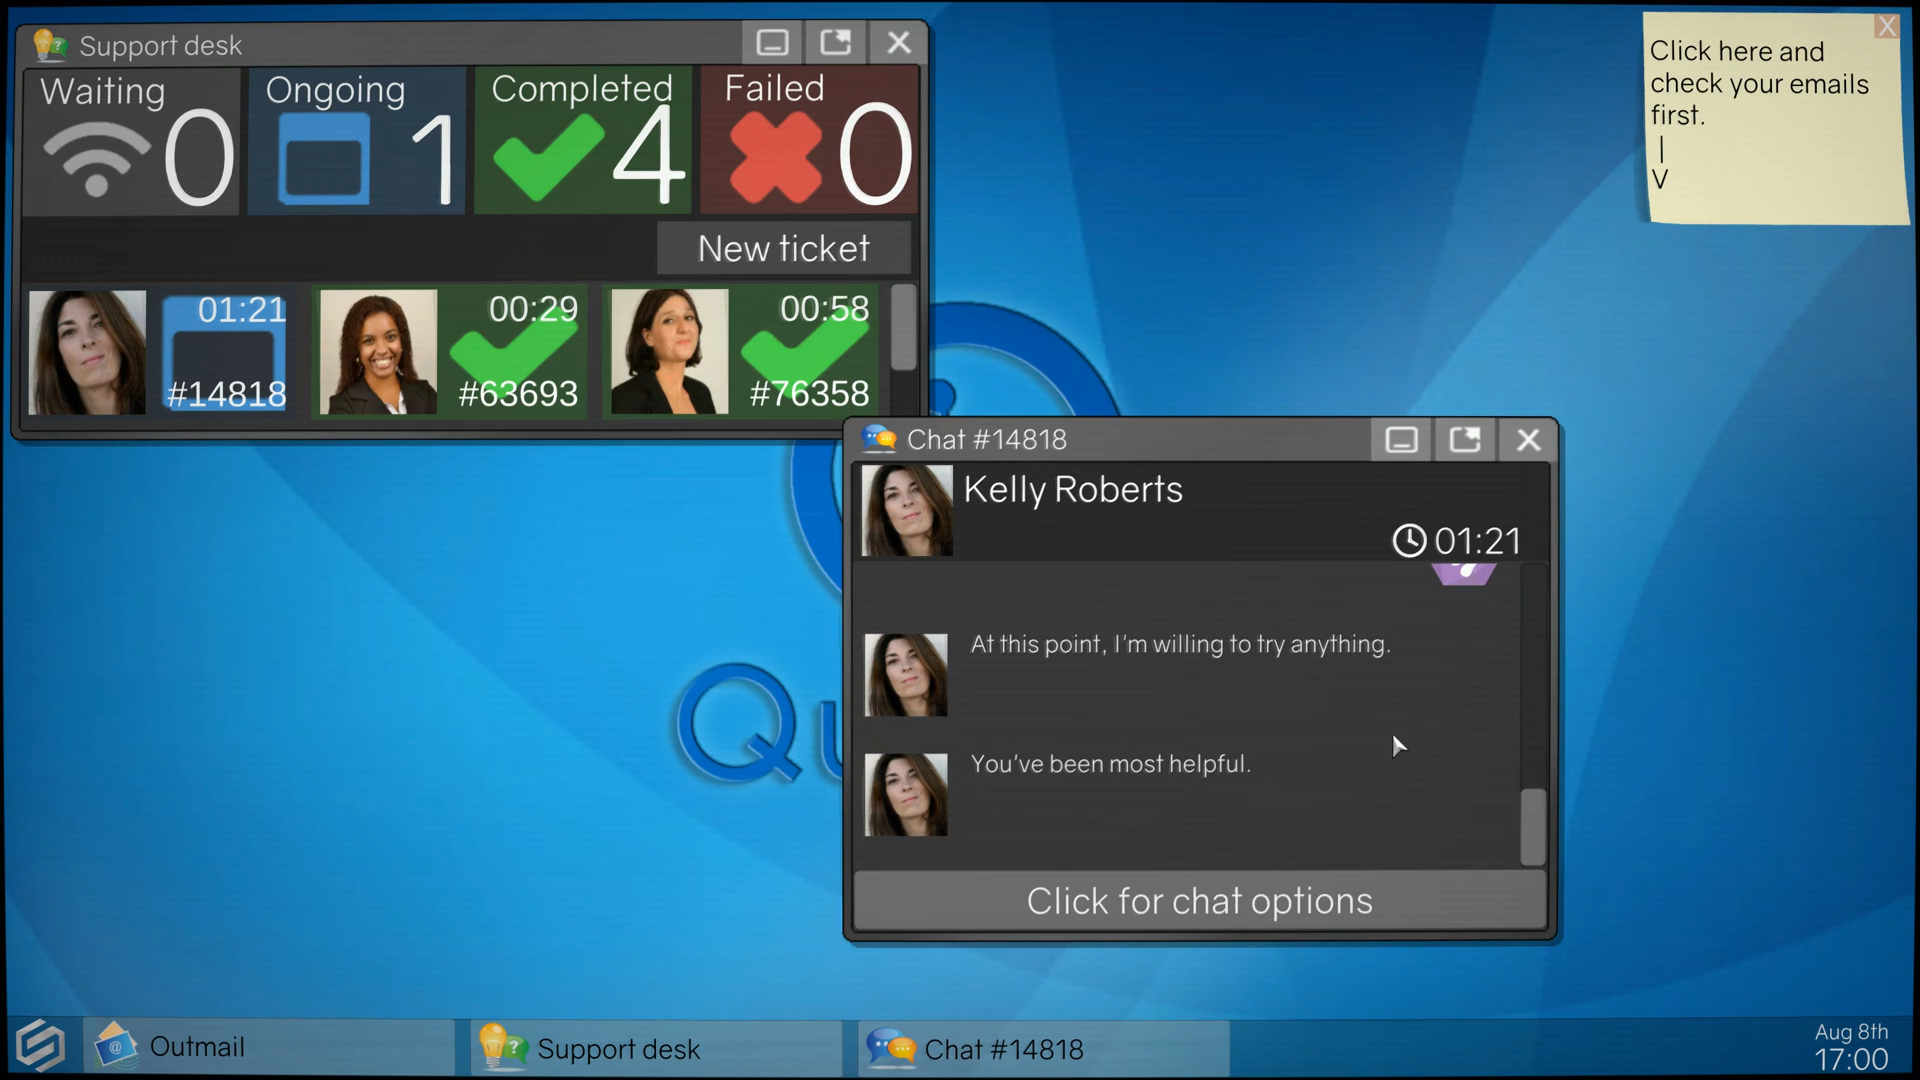 Support desk
Waiting
0
Ongoing
1
Completed
4
Failed
0
New ticket
01:21
#14818
00:29
#63693
00:58
#76358
Click here and
check your emails
first.
|
V
X
Chat #14818
Kelly Roberts
01:21
At this point, I'm willing to try anything.
You've been most helpful.
Click for chat options
Outmail
Support desk
Chat #14818
Aug 8th
17:00